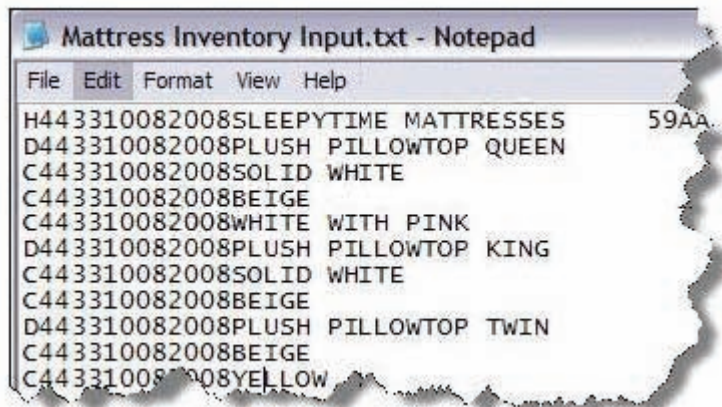 Mattress Inventory Input.txt - Notepad
File Edit Format View Help
H443310082008SLEEPYTIME MATTRESSES 59AA
D443310082008PLUSH PILLOWTOP QUEEN
C443310082008SOLID WHITE
C443310082008BEIGE
C443310082008WHITE WITH PINK
D443310082008PLUSH PILLOWTOP KING
C443310082008SOLID WHITE
C443310082008BEIGE
D443310082008PLUSH PILLOWTOP TWIN
C443310082008BEIGE
C443310082008YELLOW